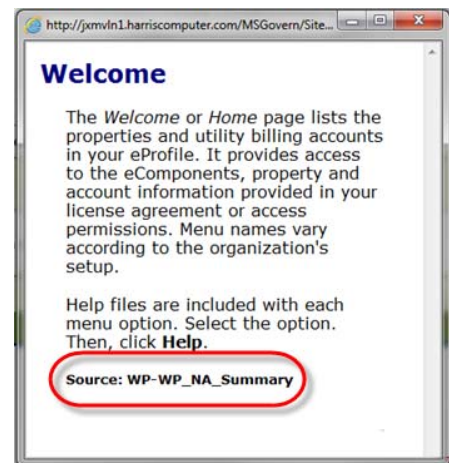 http://jxmvln1.harriscomputer.com/MSGovern/Site...
Welcome
The Welcome or Home page lists the
properties and utility billing accounts
in your eProfile. It provides access
to the eComponents, property and
account information provided in your
license agreement or access
permissions. Menu names vary
according to the organization's
setup.
Help files are included with each
menu option. Select the option.
Then, click Help.
Source: WP-WP_NA_Summary